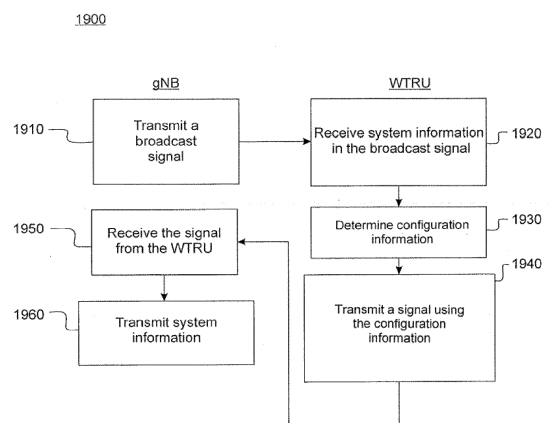 1900
gNB
WTRU
1910
Transmit a
broadcast
signal
Receive system information
in the broadcast signal
1920
1950
Receive the signal
from the WTRU
Determine configuration
information
1930
1940
1960
Transmit system
information
Transmit a signal using
the configuration
information